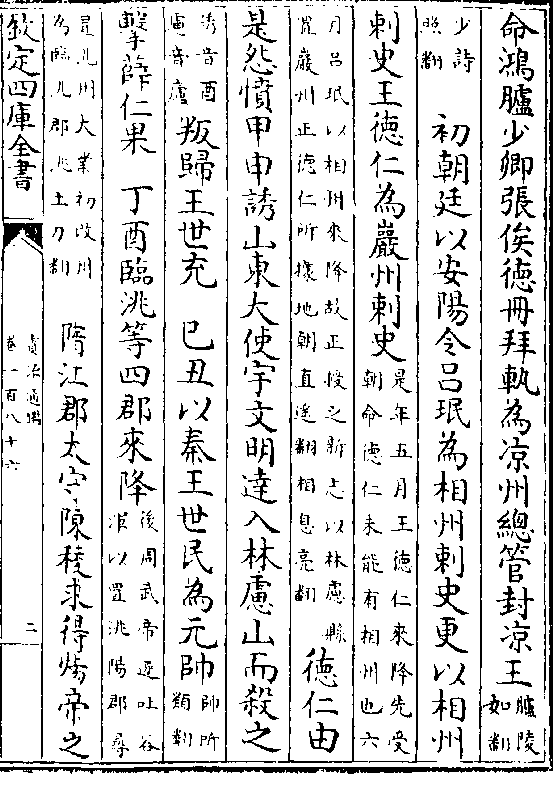 命鴻臚少卿張俟德冊拜軌為凉州總管封凉王臚陵如翻
少詩照翻
初朝廷以安陽令吕珉為相州刺史更以相州
刺史王德仁為巖州刺史是年五月王德仁來降先受朝命德仁未能有相州也六
月吕珉以相州來降故正授之新志以林慮縣置巖州正德仁所據地朝直遥翻相息亮翻德仁由
是怨憤甲申誘山東大使宇文明達入林慮山而殺之
誘音酉慮音廬叛歸王世充 已丑以秦王世民為元帥帥所類翻
擊薛仁果 丁酉臨洮等四郡來降後周武帝逐吐谷渾以置洮陽郡尋
置洮州大業初改州為臨洮郡洮土刀翻 隋江都太守陳稜求得煬帝之
欽定四庫全書
資治通鑑
卷一百八十六
二